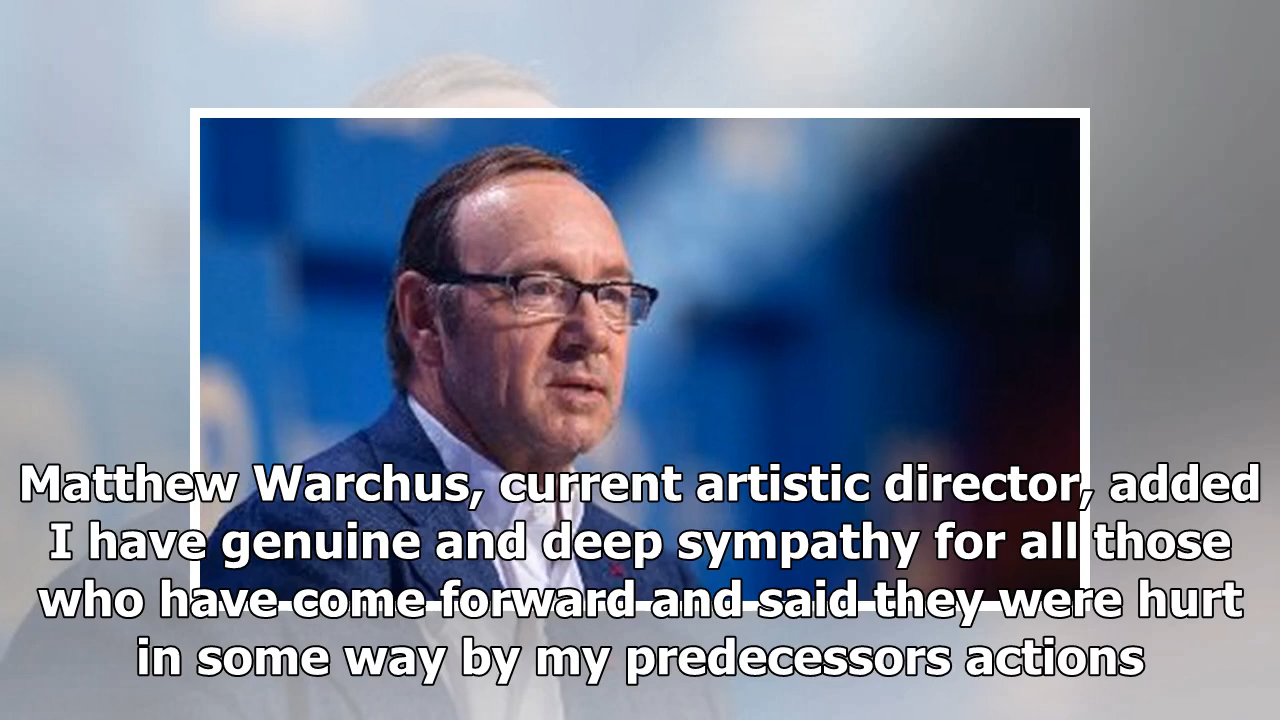 Matthew Warchus, current artistic director, added
I have genuine and deep sympathy for all those
who have come forward and said they were hurt
in some way by my predecessors actions